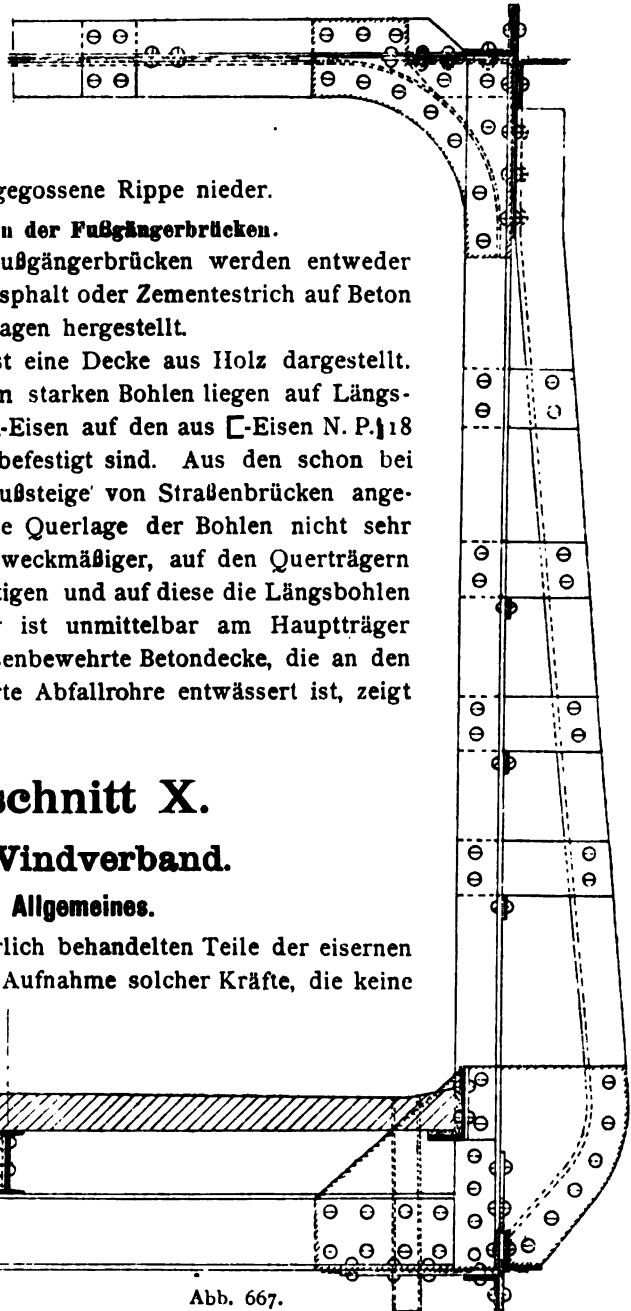 gegossene Rippe nieder.
n der Fußgängerbrücken.
ußgängerbrücken werden entweder
sphalt oder Zementestrich auf Beton
agen hergestellt.
st eine Decke aus Holz dargestellt.
n starken Bohlen liegen auf Längs-
-Eisen auf den aus [-Eisen N. P. 18
befestigt sind. Aus den schon bei
ußsteige von Straßenbrücken ange-
e Querlage der Bohlen nicht sehr
weckmäßiger, auf den Querträgern
tigen und auf diese die Längsbohlen
r ist unmittelbar am Hauptträger
senbewehrte Betondecke, die an den
rte Abfallrohre entwässert ist, zeigt
schnitt X.
Windverband.
Allgemeines.
rlich behandelten Teile der eisernen
Aufnahme solcher Kräfte, die keine
Abb. 667.